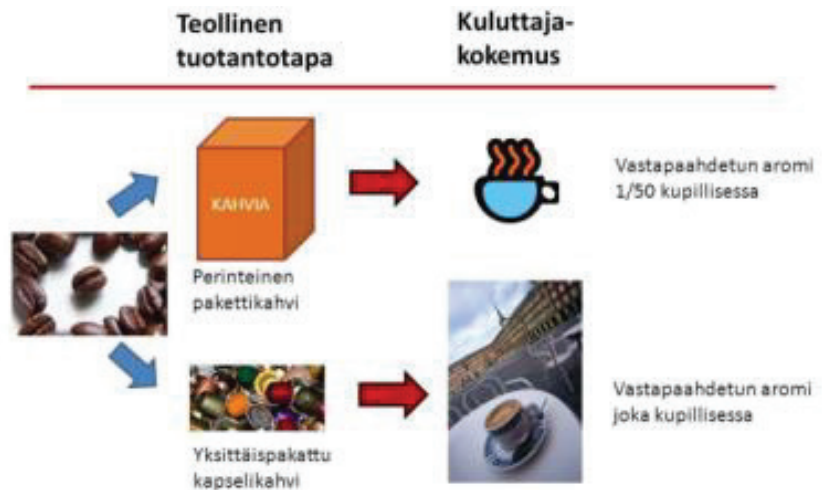 Teollinen
tuotantotapa
Kuluttaja-
kokemus
KAHVIA
Perinteinen
pakettikahvi
Vastapaahdetun aromi
1/50 kupillisessa
Yksittäispakattu
kapselikahvi
Vastapaahdetun aromi
joka kupillisessa